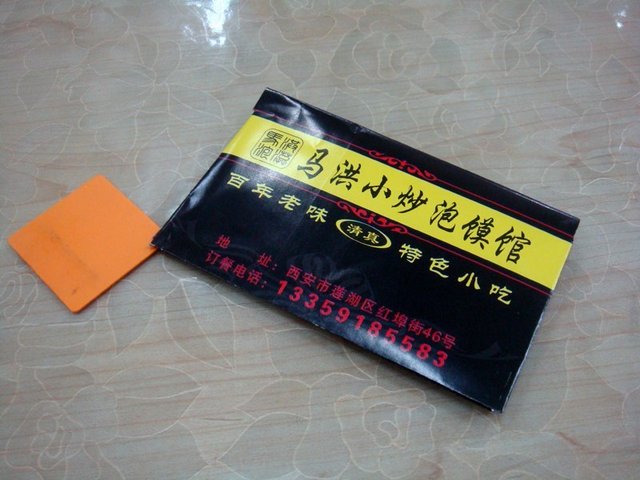 马洪小炒泡馍馆
百年老味 清真 特色小吃
地 址:西安市莲湖区红埠街46号
订餐电话:13359185583